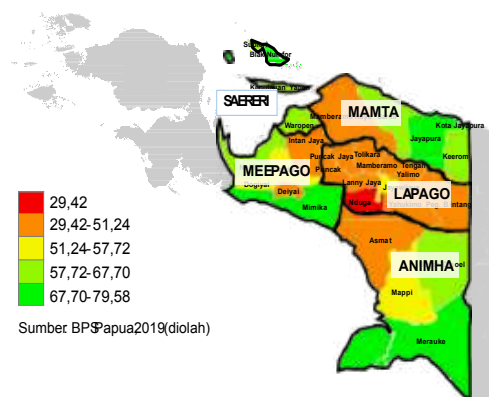 Biak Numfor
SAERERI
MAMTA
Waropen
Kota Jayapura
Jayapura
Keerom
Intan Jaya
Puncak Jaya
Tolikara
Puncak
Mamberamo Tengah
Yalimo
MEEPAGO
Lanny Jaya
LAPAGO
Deiyai
Nduga
Mimika
Asmat
ANIMHA
Mappi
Merauke
29,42
29,42-51,24
51,24-57,72
57,72-67,70
67,70-79,58
Sumber: BPS Papua,2019(diolah)